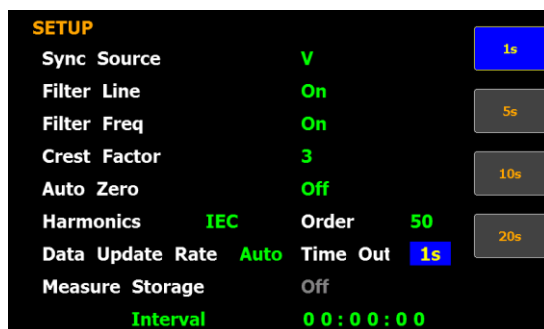 SETUP
Sync Source V
Filter Line On
Filter Freq On
Crest Factor 3
Auto Zero Off
Harmonics IEC Order 50
Data Update Rate Auto Time Out 1s
Measure Storage Off
Interval 00:00:00
1s
5s
10s
20s